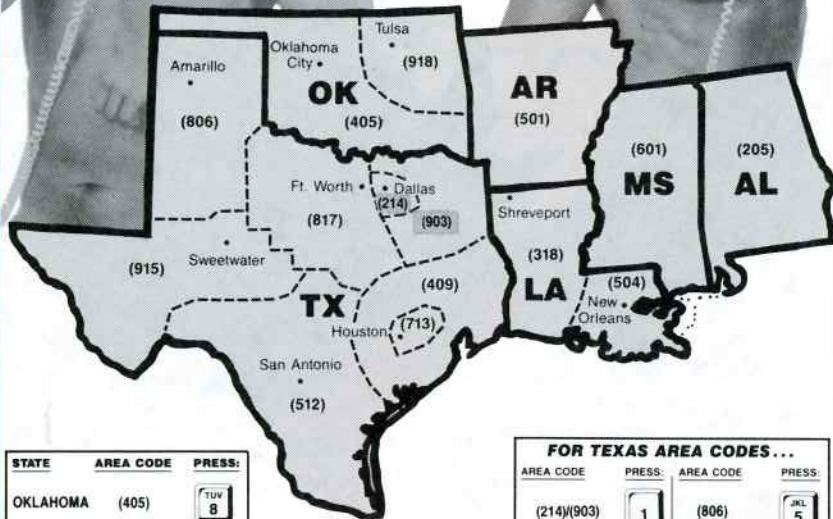 Tulsa
Oklahoma
City
(918)
Amarillo
OK
AR
(806)
(405)
(501)
(601)
(205)
MS
AL
Ft. Worth
Dallas
(214)
(903)
Shreveport
(817)
(915)
Sweetwater
(318)
(409)
LA
(504)
New
Orleans
TX
Houston
(713)
San Antonio
(512)
STATE AREA CODE PRESS:
OKLAHOMA (405) TUV 8
FOR TEXAS AREA CODES...
AREA CODE PRESS: AREA CODE PRESS:
(214)/(903) 1 (806) JKL 5